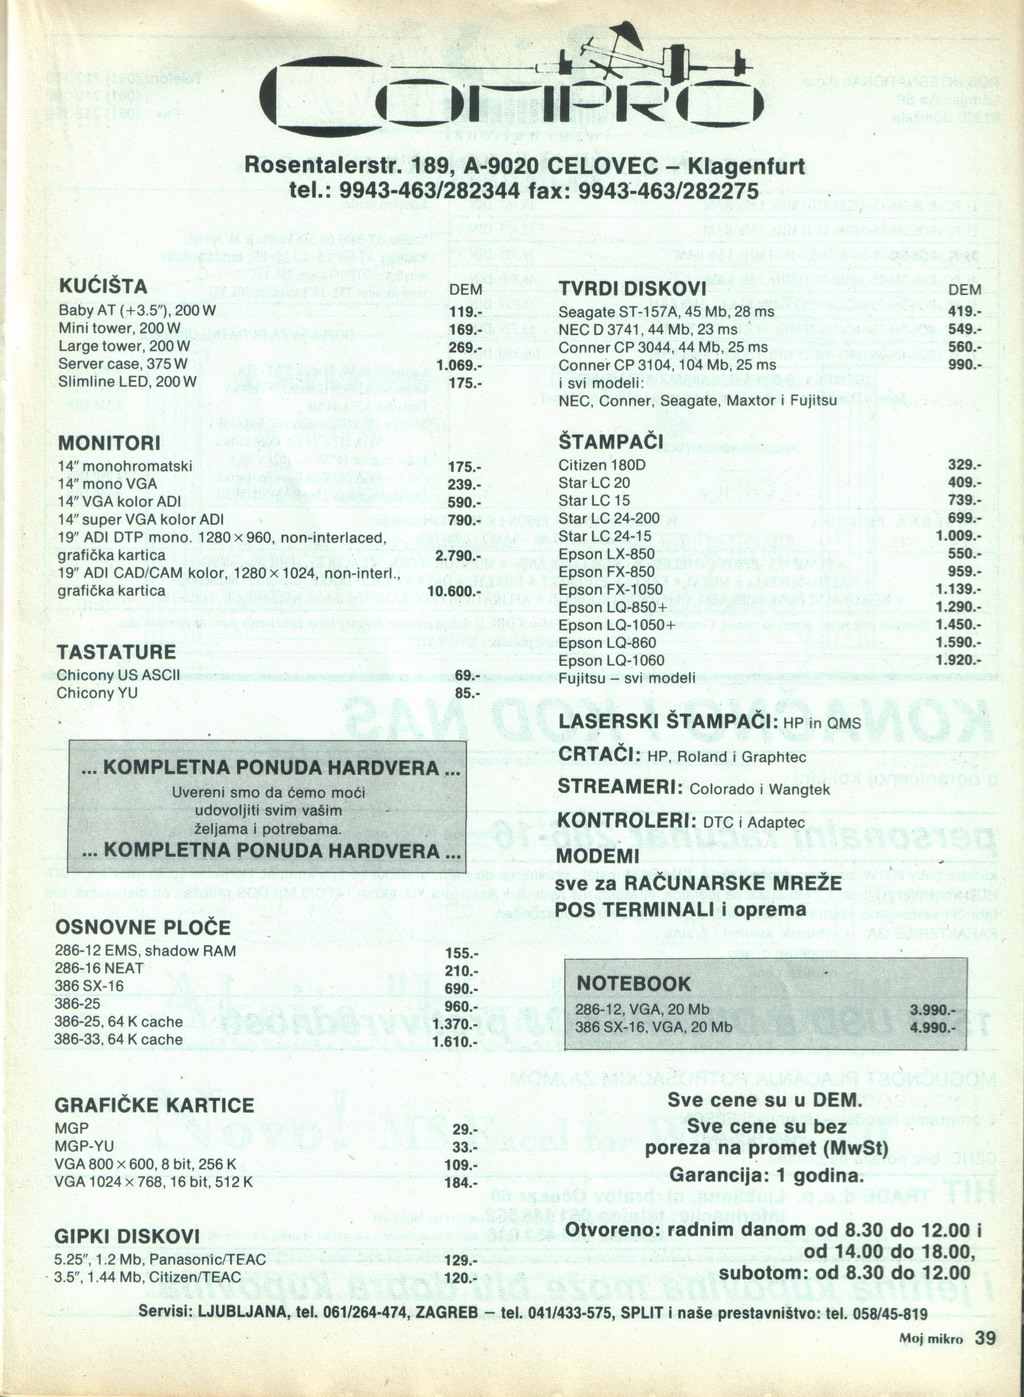 COMPRO
Rosentalerstr. 189, A-9020 CELOVEC – Klagenfurt
tel.: 9943-463/282344 fax: 9943-463/282275
KUĆIŠTA DEM
Baby AT (+3.5"), 200 W 119.-
Mini tower, 200 W 169.-
Large tower, 200 W 269.-
Server case, 375 W 1.069.-
Slimline LED, 200 W 175.-
MONITORI
14" monohromatski 175.-
14" mono VGA 239.-
14" VGA kolor ADI 590.-
14" super VGA kolor ADI 790.-
19" ADI DTP mono. 1280 × 960, non-interlaced,
grafička kartica 2.790.-
19" ADI CAD/CAM kolor, 1280 × 1024, non-interl.,
grafička kartica 10.600.-
TASTATURE
Chicony US ASCII 69.-
Chicony YU 85.-
... KOMPLETNA PONUDA HARDVERA ...
Uvereni smo da ćemo moći
udovoljiti svim vašim
željama i potrebama.
... KOMPLETNA PONUDA HARDVERA ...
OSNOVNE PLOČE
286-12 EMS, shadow RAM 155.-
286-16 NEAT 210.-
386 SX-16 690.-
386-25 960.-
386-25, 64 K cache 1.370.-
386-33, 64 K cache 1.610.-
GRAFIČKE KARTICE
MGP 29.-
MGP-YU 33.-
VGA 800 × 600, 8 bit, 256 K 109.-
VGA 1024 × 768, 16 bit, 512 K 184.-
GIPKI DISKOVI
5.25", 1.2 Mb, Panasonic/TEAC 129.-
3.5", 1.44 Mb, Citizen/TEAC 120.-
TVRDI DISKOVI DEM
Seagate ST-157A, 45 Mb, 28 ms 419.-
NEC D 3741, 44 Mb, 23 ms 549.-
Conner CP 3044, 44 Mb, 25 ms 560.-
Conner CP 3104, 104 Mb, 25 ms 990.-
i svi modeli:
NEC, Conner, Seagate, Maxtor i Fujitsu
ŠTAMPAČI
Citizen 180D 329.-
Star LC 20 409.-
Star LC 15 739.-
Star LC 24-200 699.-
Star LC 24-15 1.009.-
Epson LX-850 550.-
Epson FX-850 959.-
Epson FX-1050 1.139.-
Epson LQ-850+ 1.290.-
Epson LQ-1050+ 1.450.-
Epson LQ-860 1.590.-
Epson LQ-1060 1.920.-
Fujitsu – svi modeli
LASERSKI ŠTAMPAČI: HP in QMS
CRTAČI: HP, Roland i Graphtec
STREAMERI: Colorado i Wangtek
KONTROLERI: DTC i Adaptec
MODEMI
sve za RAČUNARSKE MREŽE
POS TERMINALI i oprema
NOTEBOOK
286-12, VGA, 20 Mb 3.990.-
386 SX-16, VGA, 20 Mb 4.990.-
Sve cene su u DEM.
Sve cene su bez
poreza na promet (MwSt)
Garancija: 1 godina.
Otvoreno: radnim danom od 8.30 do 12.00 i
od 14.00 do 18.00,
subotom: od 8.30 do 12.00
Servisi: LJUBLJANA, tel. 061/264-474, ZAGREB – tel. 041/433-575, SPLIT i naše prestavništvo: tel. 058/45-819
Moj mikro 39